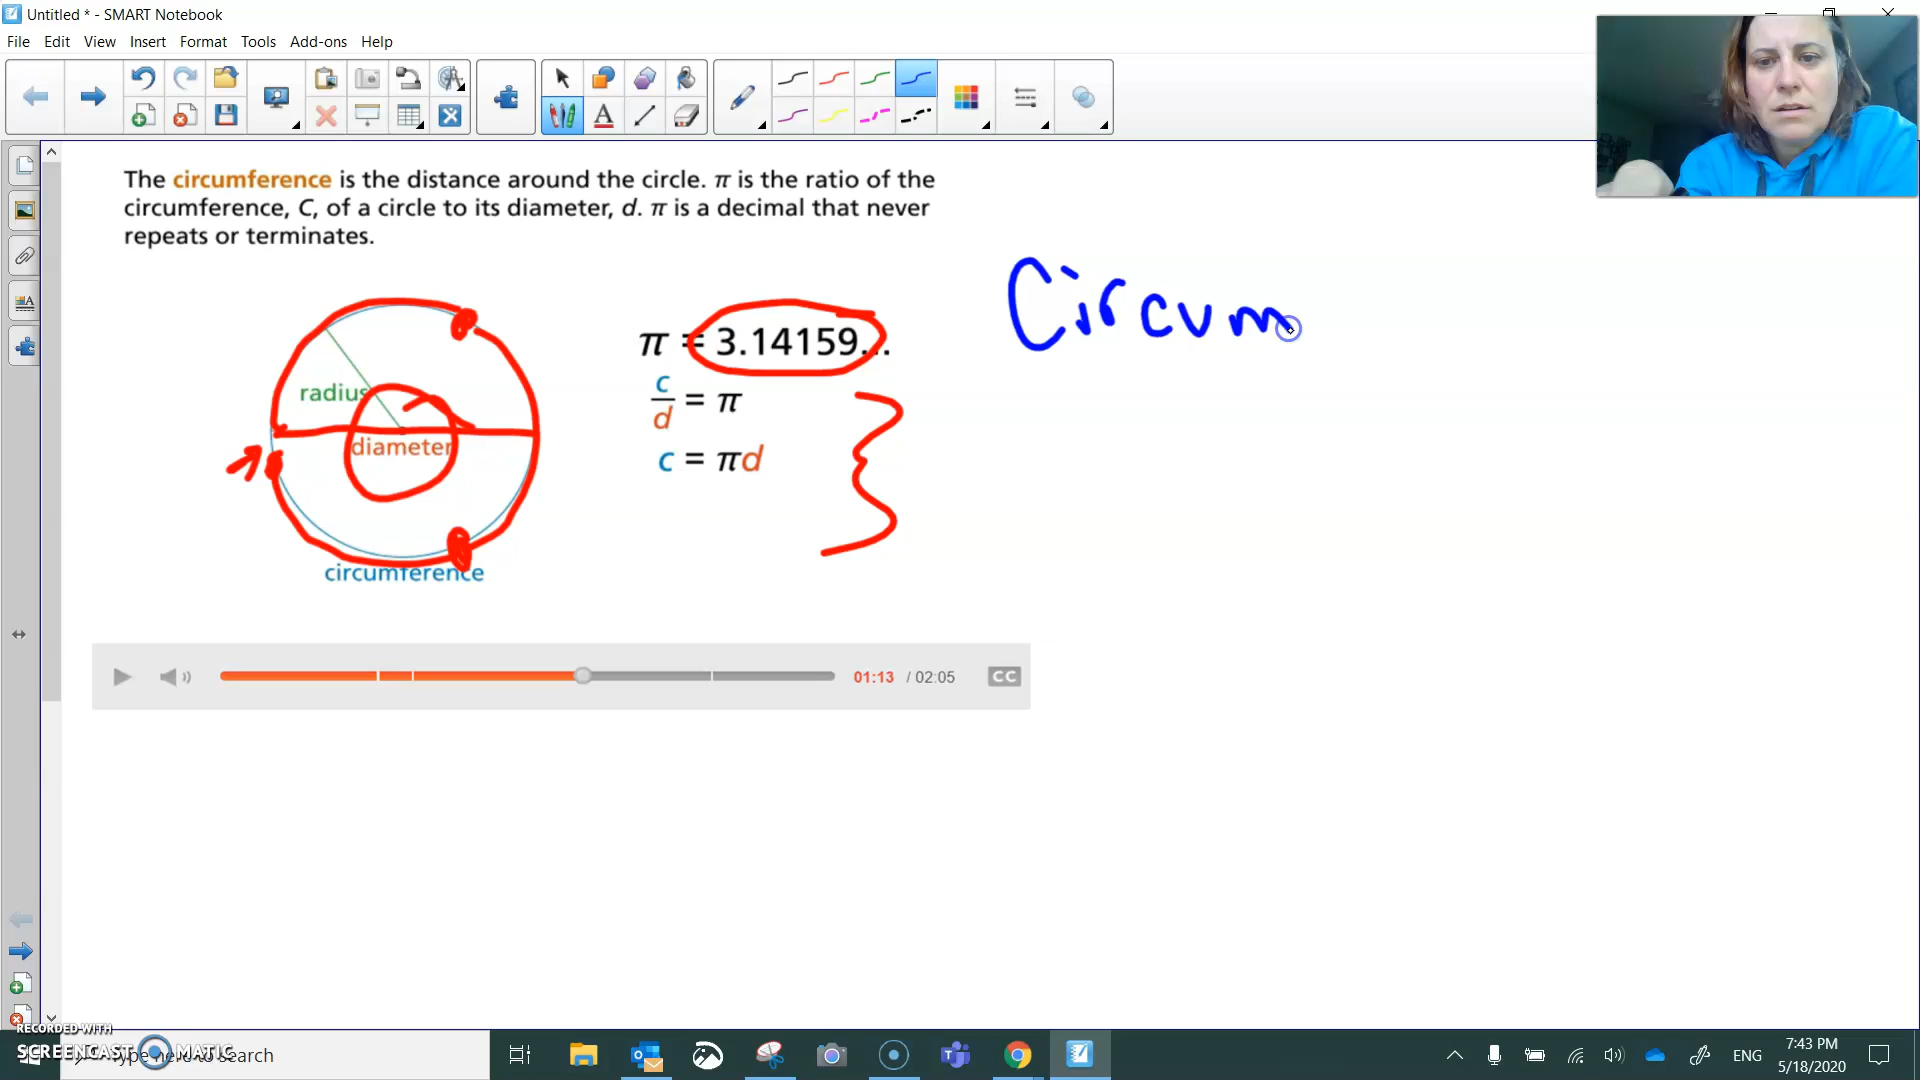 Untitled * - SMART Notebook
File Edit View Insert Format Tools Add-ons Help
The circumference is the distance around the circle. π is the ratio of the
circumference, C, of a circle to its diameter, d. π is a decimal that never
repeats or terminates.
Circum
radius
diameter
circumference
π = 3.14159...
c/d = π
c = πd
01:13 / 02:05 CC
RECORDED WITH
SCREENCAST MATIC
Type here to search
ENG
7:43 PM
5/18/2020